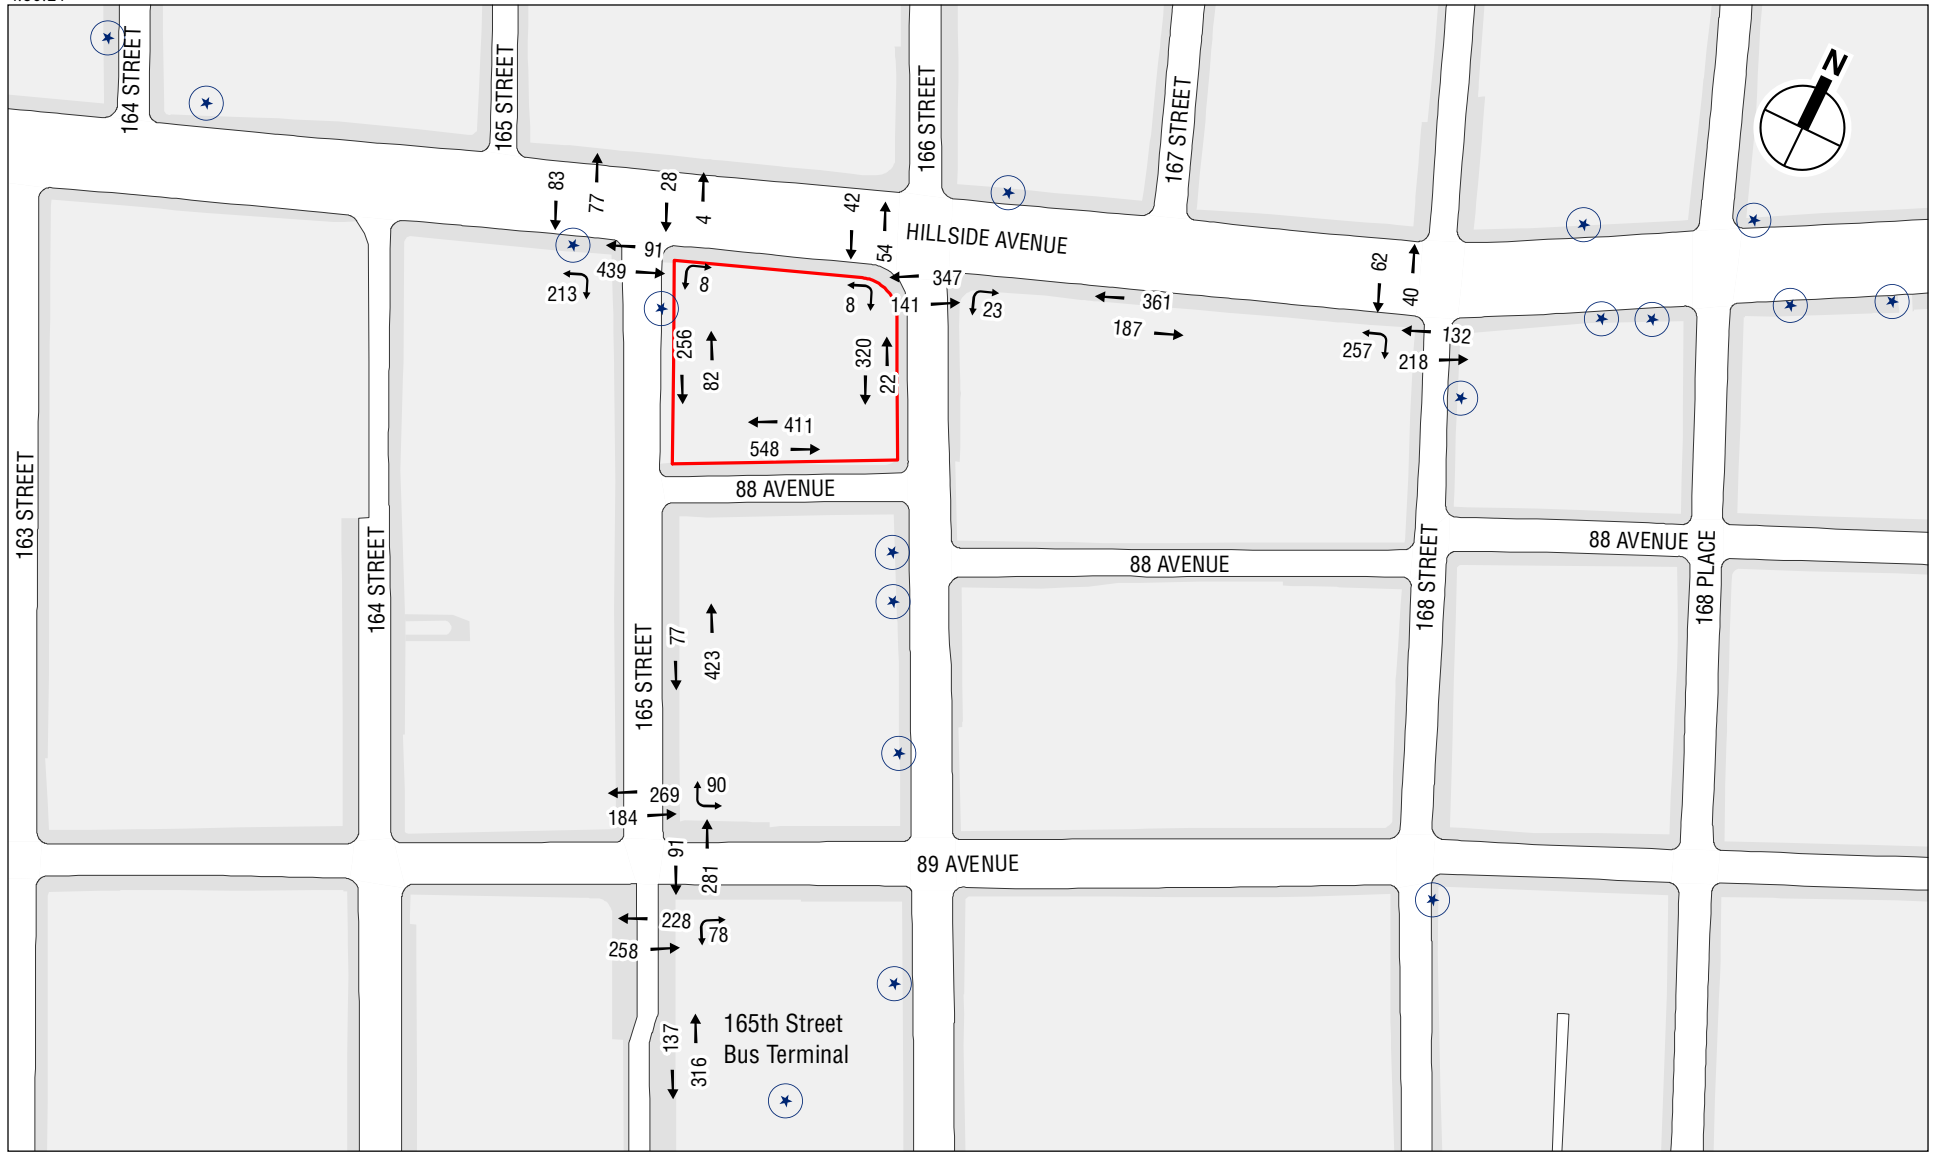 164 STREET
165 STREET
166 STREET
167 STREET
N
83
77
28
4
42
54
HILLSIDE AVENUE
91
439
213
8
8
347
141
23
361
187
62
40
257
132
218
256
82
320
22
411
548
88 AVENUE
163 STREET
164 STREET
165 STREET
88 AVENUE
168 STREET
88 AVENUE
168 PLACE
77
423
269
184
90
91
281
89 AVENUE
228
258
78
137
316
165th Street
Bus Terminal